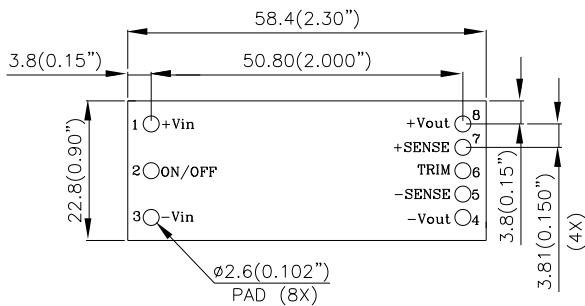 58.4(2.30”)
3.8(0.15”)
50.80(2.000”)
22.8(0.90”)
1 +Vin
2 ON/OFF
3 -Vin
+Vout 8
+SENSE 7
TRIM 6
-SENSE 5
-Vout 4
3.8(0.15”)
3.81(0.150”)
(4X)
ø2.6(0.102”)
PAD (8X)